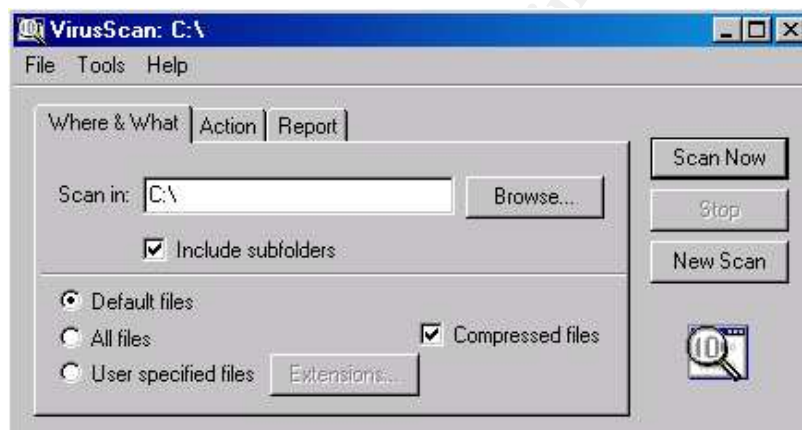 VirusScan: C:\
File Tools Help
Where & What Action Report
Scan in: C:\ Browse...
Include subfolders
Default files
All files
Compressed files
User specified files Extensions...
Scan Now
Stop
New Scan